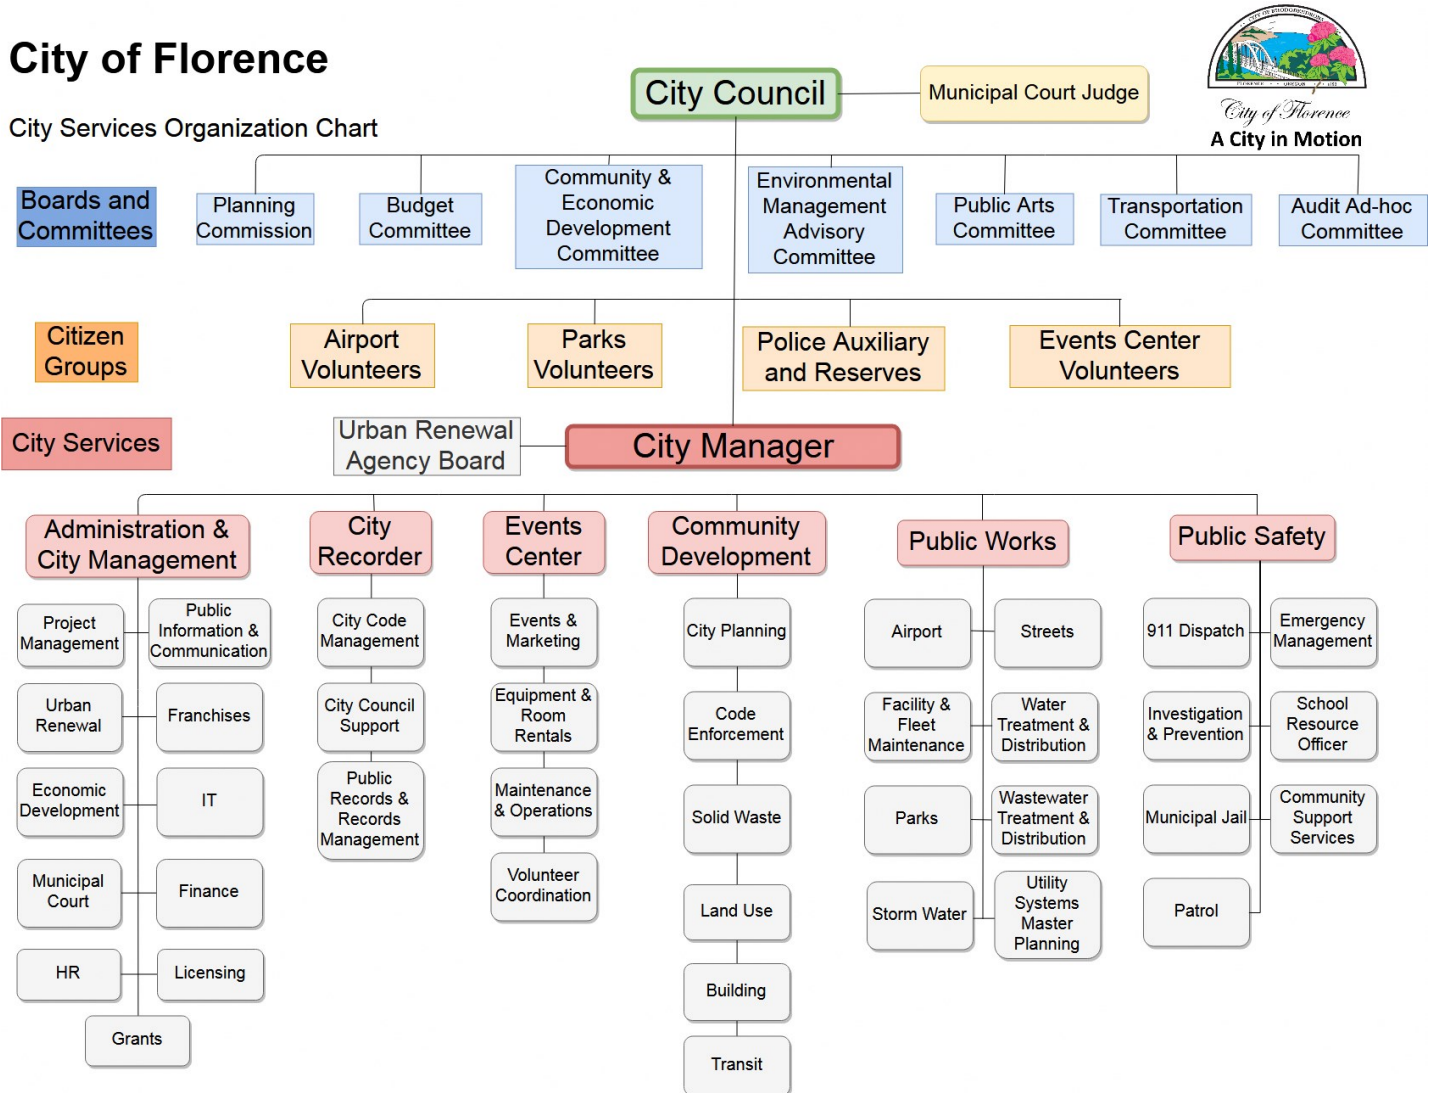 City of Florence
City Services Organization Chart
City Council
Municipal Court Judge
City of Florence
A City in Motion
Boards and
Committees
Planning
Commission
Budget
Committee
Community &
Economic
Development
Committee
Environmental
Management
Advisory
Committee
Public Arts
Committee
Transportation
Committee
Audit Ad-hoc
Committee
Citizen
Groups
Airport
Volunteers
Parks
Volunteers
Police Auxiliary
and Reserves
Events Center
Volunteers
City Services
Urban Renewal
Agency Board
City Manager
Administration &
City Management
City
Recorder
Events
Center
Community
Development
Public Works
Public Safety
Project
Management
Public
Information &
Communication
Urban
Renewal
Franchises
Economic
Development
IT
Municipal
Court
Finance
HR
Licensing
Grants
City Code
Management
City Council
Support
Public
Records &
Records
Management
Events &
Marketing
Equipment &
Room
Rentals
Maintenance
& Operations
Volunteer
Coordination
City Planning
Code
Enforcement
Solid Waste
Land Use
Building
Transit
Airport
Streets
Facility &
Fleet
Maintenance
Water
Treatment &
Distribution
Parks
Wastewater
Treatment &
Distribution
Storm Water
Utility
Systems
Master
Planning
911 Dispatch
Emergency
Management
Investigation
& Prevention
School
Resource
Officer
Municipal Jail
Community
Support
Services
Patrol